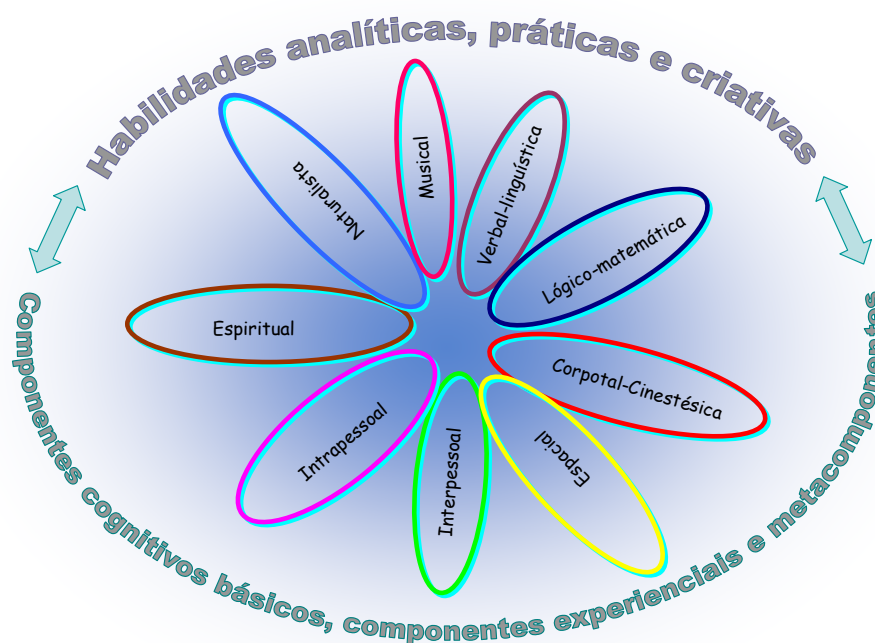 Habilidades analíticas, práticas e criativas
Musical
Verbal-linguística
Naturalista
Lógico-matemática
Espiritual
Corpotal-Cinestésica
Intrapessoal
Interpessoal
Espacial
Componentes cognitivos básicos, componentes experienciais e metacomponentes